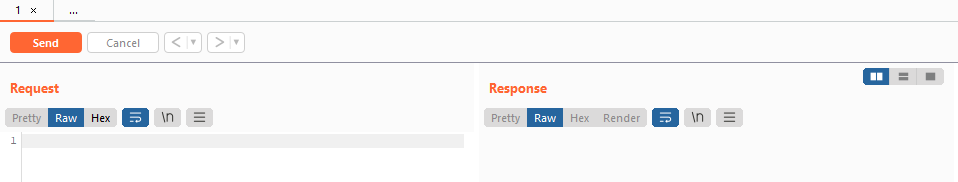 1 × ...
Send Cancel < ▼ > ▼
Request Response
Pretty Raw Hex \n Pretty Raw Hex Render \n
1